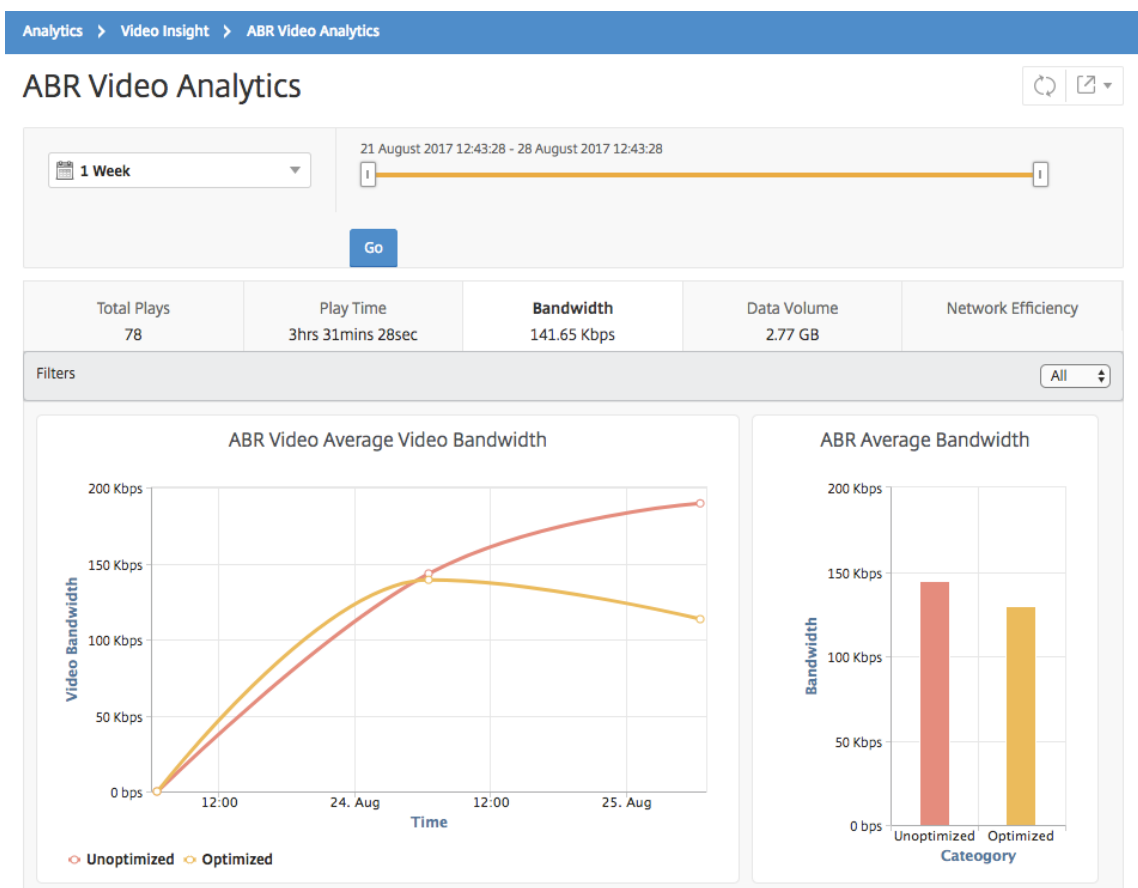 Analytics > Video Insight > ABR Video Analytics
ABR Video Analytics
1 Week
21 August 2017 12:43:28 - 28 August 2017 12:43:28
Go
Total Plays
78
Play Time
3hrs 31mins 28sec
Bandwidth
141.65 Kbps
Data Volume
2.77 GB
Network Efficiency
Filters
All
ABR Video Average Video Bandwidth
Video Bandwidth
200 Kbps
150 Kbps
100 Kbps
50 Kbps
0 bps
12:00 24. Aug 12:00 25. Aug
Time
Unoptimized Optimized
ABR Average Bandwidth
Bandwidth
200 Kbps
150 Kbps
100 Kbps
50 Kbps
0 bps
Unoptimized Optimized
Cateogory